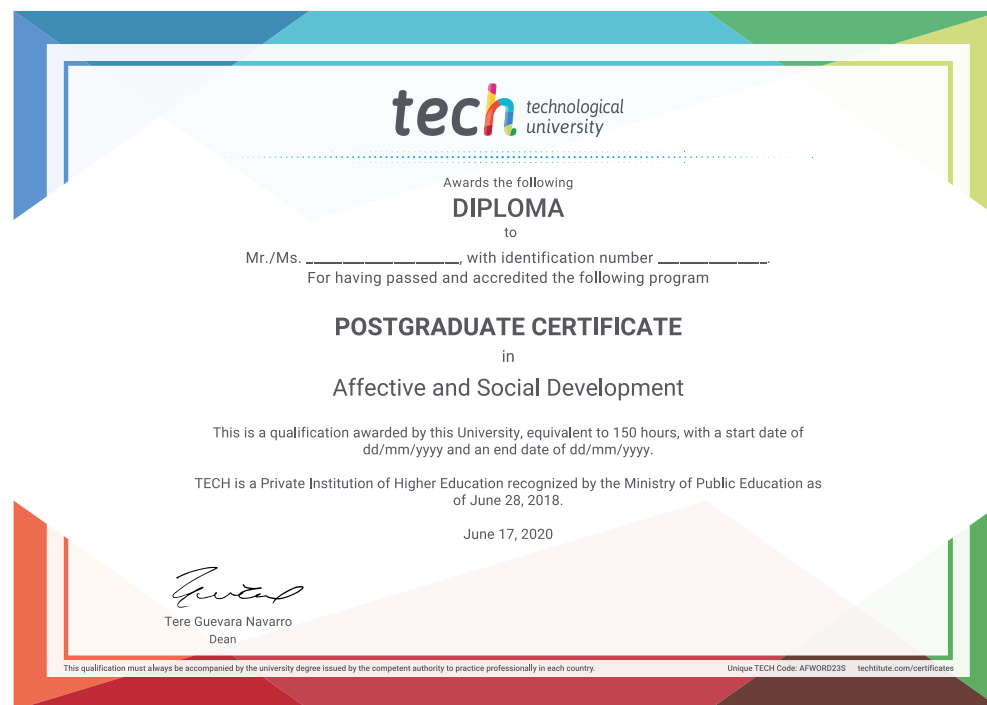 tech technological
university
Awards the following
DIPLOMA
to
Mr./Ms. ____________________, with identification number ______________.
For having passed and accredited the following program
POSTGRADUATE CERTIFICATE
in
Affective and Social Development
This is a qualification awarded by this University, equivalent to 150 hours, with a start date of
dd/mm/yyyy and an end date of dd/mm/yyyy.
TECH is a Private Institution of Higher Education recognized by the Ministry of Public Education as
of June 28, 2018.
June 17, 2020
Tere Guevara Navarro
Dean
This qualification must always be accompanied by the university degree issued by the competent authority to practice professionally in each country.
Unique TECH Code: AFWORD23S techtitute.com/certificates